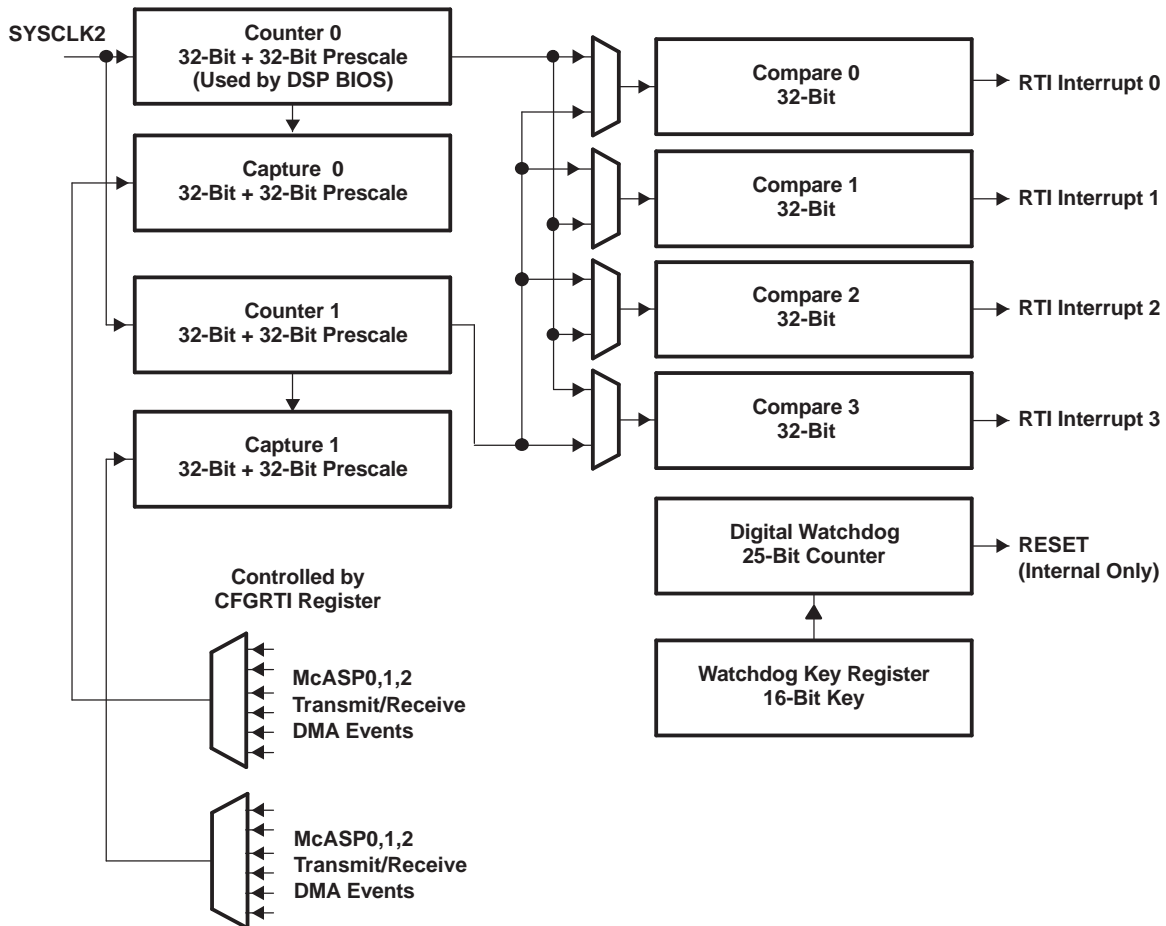 SYSCLK2
Counter 0
32-Bit + 32-Bit Prescale
(Used by DSP BIOS)
Capture 0
32-Bit + 32-Bit Prescale
Counter 1
32-Bit + 32-Bit Prescale
Capture 1
32-Bit + 32-Bit Prescale
Compare 0
32-Bit
RTI Interrupt 0
Compare 1
32-Bit
RTI Interrupt 1
Compare 2
32-Bit
RTI Interrupt 2
Compare 3
32-Bit
RTI Interrupt 3
Digital Watchdog
25-Bit Counter
RESET
(Internal Only)
Watchdog Key Register
16-Bit Key
Controlled by
CFGRTI Register
McASP0,1,2
Transmit/Receive
DMA Events
McASP0,1,2
Transmit/Receive
DMA Events